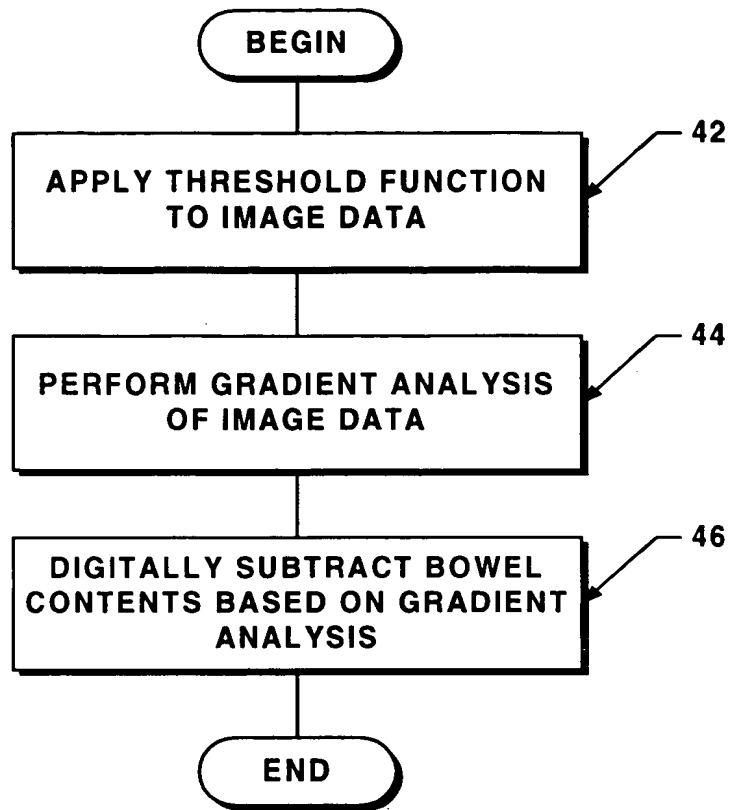 BEGIN
42
APPLY THRESHOLD FUNCTION
TO IMAGE DATA
44
PERFORM GRADIENT ANALYSIS
OF IMAGE DATA
46
DIGITALLY SUBTRACT BOWEL
CONTENTS BASED ON GRADIENT
ANALYSIS
END